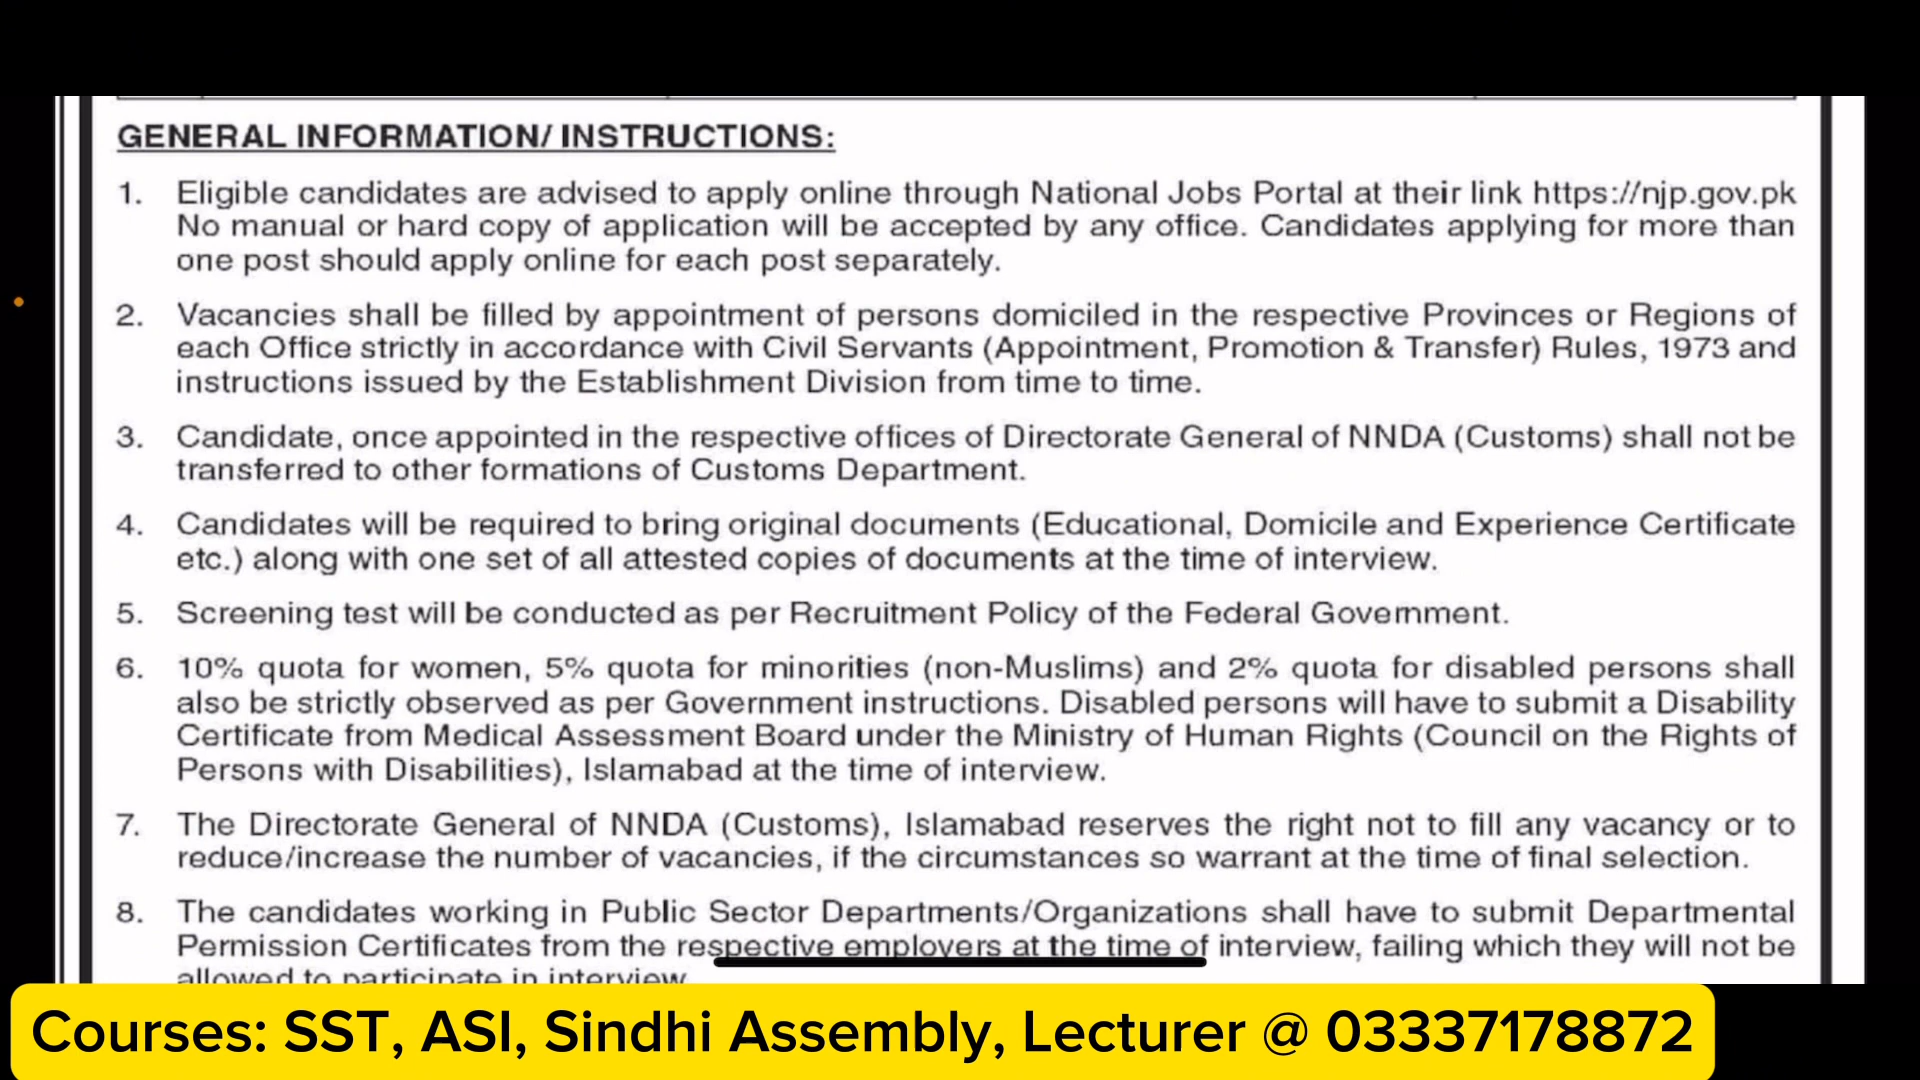 GENERAL INFORMATION/ INSTRUCTIONS:
1. Eligible candidates are advised to apply online through National Jobs Portal at their link https://njp.gov.pk
No manual or hard copy of application will be accepted by any office. Candidates applying for more than
one post should apply online for each post separately.
2. Vacancies shall be filled by appointment of persons domiciled in the respective Provinces or Regions of
each Office strictly in accordance with Civil Servants (Appointment, Promotion & Transfer) Rules, 1973 and
instructions issued by the Establishment Division from time to time.
3. Candidate, once appointed in the respective offices of Directorate General of NNDA (Customs) shall not be
transferred to other formations of Customs Department.
4. Candidates will be required to bring original documents (Educational, Domicile and Experience Certificate
etc.) along with one set of all attested copies of documents at the time of interview.
5. Screening test will be conducted as per Recruitment Policy of the Federal Government.
6. 10% quota for women, 5% quota for minorities (non-Muslims) and 2% quota for disabled persons shall
also be strictly observed as per Government instructions. Disabled persons will have to submit a Disability
Certificate from Medical Assessment Board under the Ministry of Human Rights (Council on the Rights of
Persons with Disabilities), Islamabad at the time of interview.
7. The Directorate General of NNDA (Customs), Islamabad reserves the right not to fill any vacancy or to
reduce/increase the number of vacancies, if the circumstances so warrant at the time of final selection.
8. The candidates working in Public Sector Departments/Organizations shall have to submit Departmental
Permission Certificates from the respective employers at the time of interview, failing which they will not be
allowed to participate in interview.
Courses: SST, ASI, Sindhi Assembly, Lecturer @ 03337178872